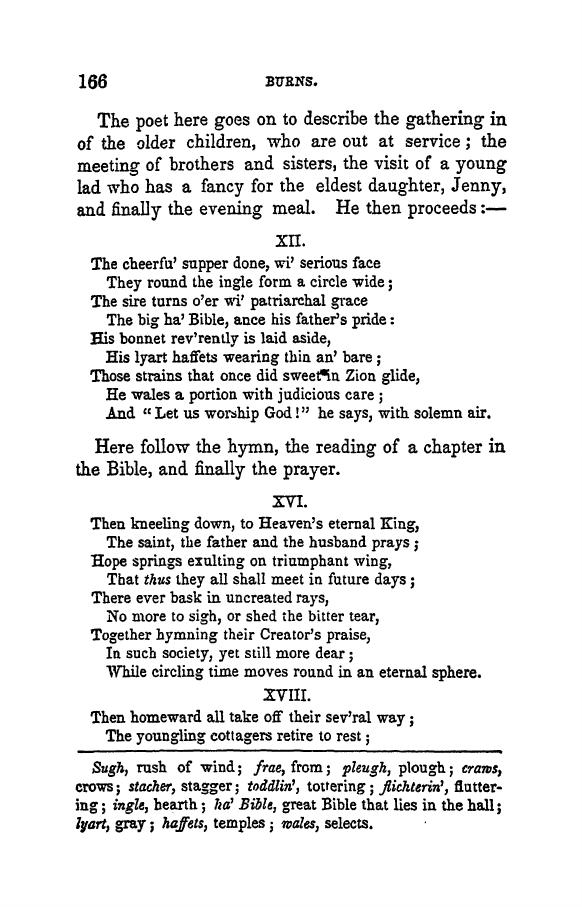 166 BURNS.
The poet here goes on to describe the gathering in
of the older children, who are out at service; the
meeting of brothers and sisters, the visit of a young
lad who has a fancy for the eldest daughter, Jenny,
and finally the evening meal. He then proceeds:—
XII.
The cheerfu' supper done, wi' serious face
They round the ingle form a circle wide;
The sire turns o'er wi' patriarchal grace
The big ha' Bible, ance his father's pride:
His bonnet rev'rently is laid aside,
His lyart haffets wearing thin an' bare;
Those strains that once did sweet in Zion glide,
He wales a portion with judicious care;
And "Let us worship God!" he says, with solemn air.
Here follow the hymn, the reading of a chapter in
the Bible, and finally the prayer.
XVI.
Then kneeling down, to Heaven's eternal King,
The saint, the father and the husband prays;
Hope springs exulting on triumphant wing,
That thus they all shall meet in future days;
There ever bask in uncreated rays,
No more to sigh, or shed the bitter tear,
Together hymning their Creator's praise,
In such society, yet still more dear;
While circling time moves round in an eternal sphere.
XVIII.
Then homeward all take off their sev'ral way;
The youngling cottagers retire to rest;
Sugh, rush of wind; frae, from; pleugh, plough; craws,
crows; stacher, stagger; toddlin', tottering; flichterin', flutter-
ing; ingle, hearth; ha' Bible, great Bible that lies in the hall;
lyart, gray; haffets, temples; wales, selects.